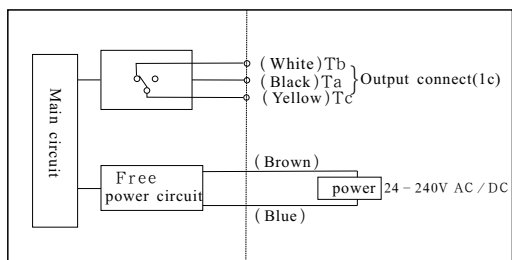 Main circuit
(White)Tb
(Black)Ta
(Yellow)Tc
Output connect(1c)
Free
power circuit
(Brown)
power
24-240V AC/DC
(Blue)